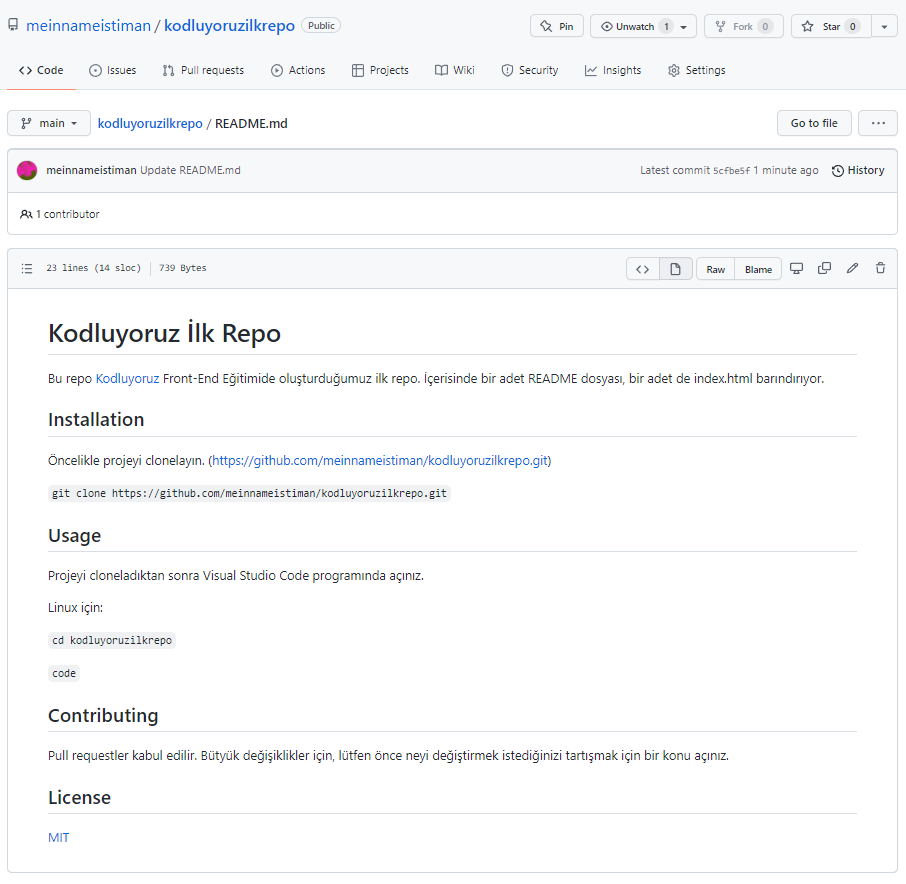 meinnameistiman / kodluyoruzilkrepo Public Pin Unwatch 1 Fork 0 Star 0
Code Issues Pull requests Actions Projects Wiki Security Insights Settings
main kodluyoruzilkrepo / README.md Go to file ...
meinnameistiman Update README.md Latest commit 5cfbe5f 1 minute ago History
1 contributor
23 lines (14 sloc) 739 Bytes <> Raw Blame
Kodluyoruz İlk Repo
Bu repo Kodluyoruz Front-End Eğitimide oluşturduğumuz ilk repo. İçerisinde bir adet README dosyası, bir adet de index.html barındırıyor.
Installation
Öncelikle projeyi clonelayın. (https://github.com/meinnameistiman/kodluyoruzilkrepo.git)
git clone https://github.com/meinnameistiman/kodluyoruzilkrepo.git
Usage
Projeyi cloneladıktan sonra Visual Studio Code programında açınız.
Linux için:
cd kodluyoruzilkrepo
code
Contributing
Pull requestler kabul edilir. Bütyük değişiklikler için, lütfen önce neyi değiştirmek istediğinizi tartışmak için bir konu açınız.
License
MIT